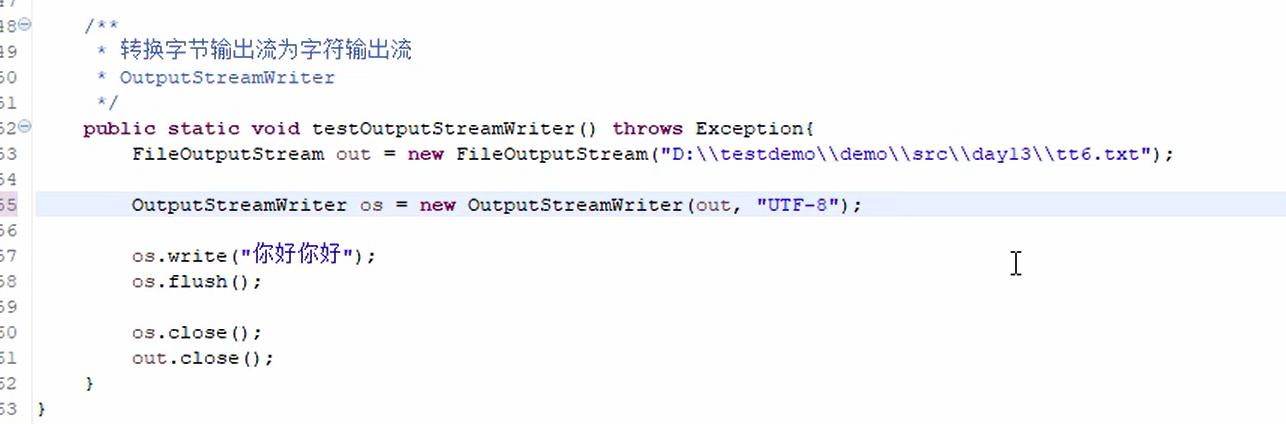 48 /**
49 * 转换字节输出流为字符输出流
50 * OutputStreamWriter
51 */
52 public static void testOutputStreamWriter() throws Exception{
53 FileOutputStream out = new FileOutputStream("D:\\testdemo\\demo\\src\\day13\\tt6.txt");
54
55 OutputStreamWriter os = new OutputStreamWriter(out, "UTF-8");
56
57 os.write("你好你好");
58 os.flush();
59
60 os.close();
61 out.close();
62 }
63 }